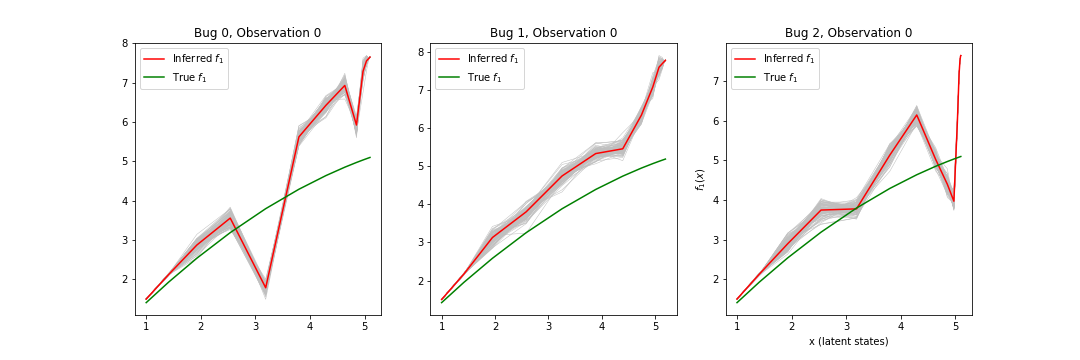 Bug 0, Observation 0
Inferred f₁
True f₁
8
7
6
5
4
3
2
1 2 3 4 5
Bug 1, Observation 0
Inferred f₁
True f₁
8
7
6
5
4
3
2
1 2 3 4 5
Bug 2, Observation 0
Inferred f₁
True f₁
f₁(x)
7
6
5
4
3
2
1 2 3 4 5
x (latent states)